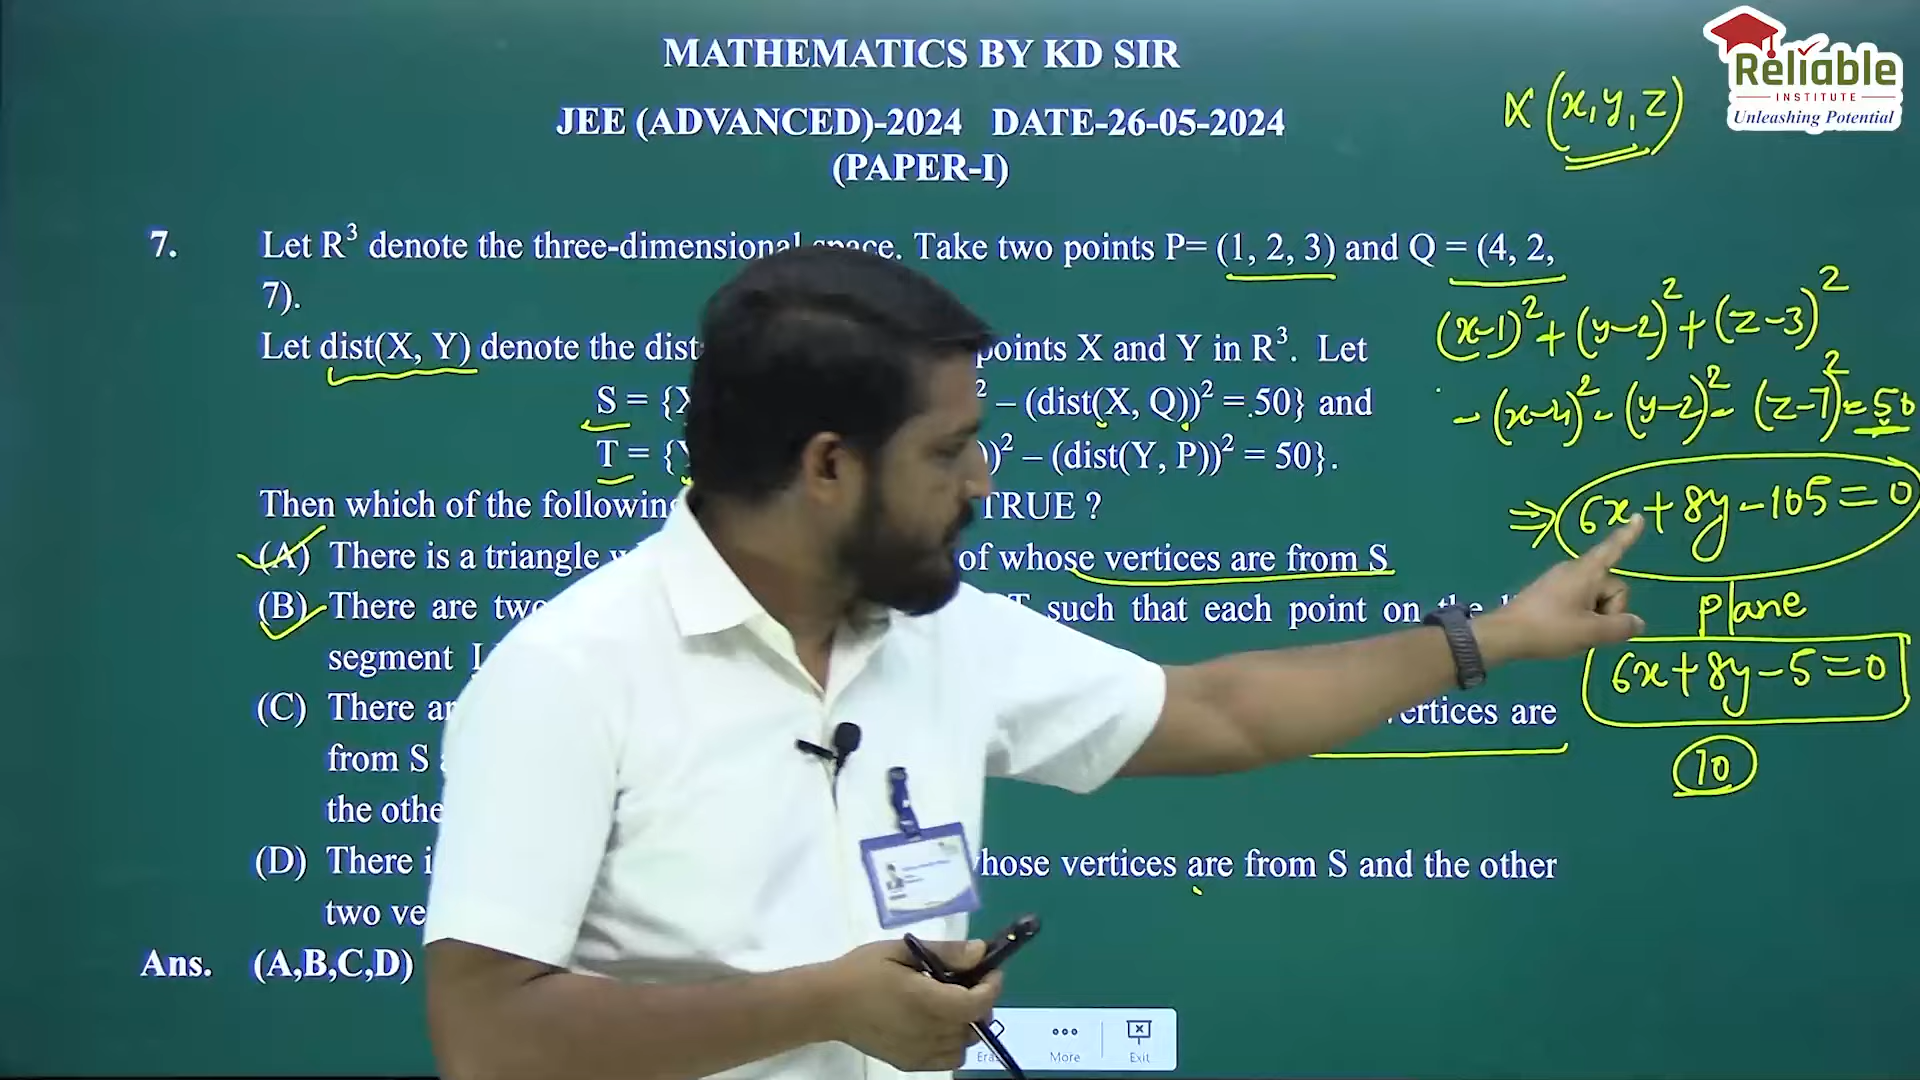 MATHEMATICS BY KD SIR
JEE (ADVANCED)-2024 DATE-26-05-2024
(PAPER-I)
Reliable
INSTITUTE
Unleashing Potential
X (x, y, z)
7. Let R³ denote the three-dimensional space. Take two points P= (1, 2, 3) and Q = (4, 2,
7).
Let dist(X, Y) denote the dist points X and Y in R³. Let
S = {X ² – (dist(X, Q))² = 50} and
T = {Y ))² – (dist(Y, P))² = 50}.
Then which of the following TRUE ?
(A) There is a triangle of whose vertices are from S
(B) There are two T such that each point on the
segment
(C) There ar vertices are
from S
the othe
(D) There i whose vertices are from S and the other
two ve
Ans. (A,B,C,D)
(x-1)² + (y-2)² + (z-3)²
- (x-4)² - (y-2)² - (z-7)² = 50
⇒ 6x + 8y - 105 = 0
plane
6x + 8y - 5 = 0
10
More
Exit